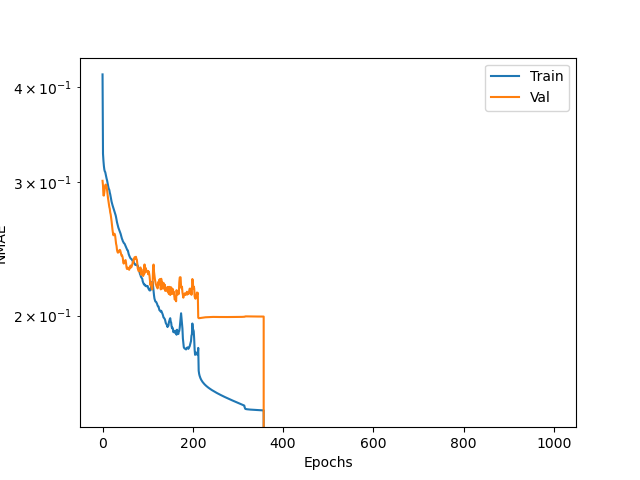 4 × 10⁻¹
3 × 10⁻¹
2 × 10⁻¹
NMAE
Train
Val
0 200 400 600 800 1000
Epochs